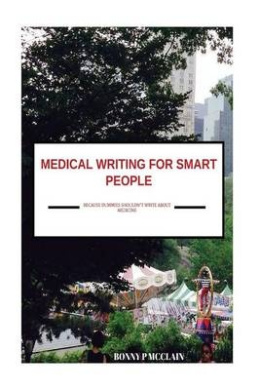 MEDICAL WRITING FOR SMART
PEOPLE
BECAUSE DUMMIES SHOULDN'T WRITE ABOUT
MEDICINE
BONNY P MCCLAIN